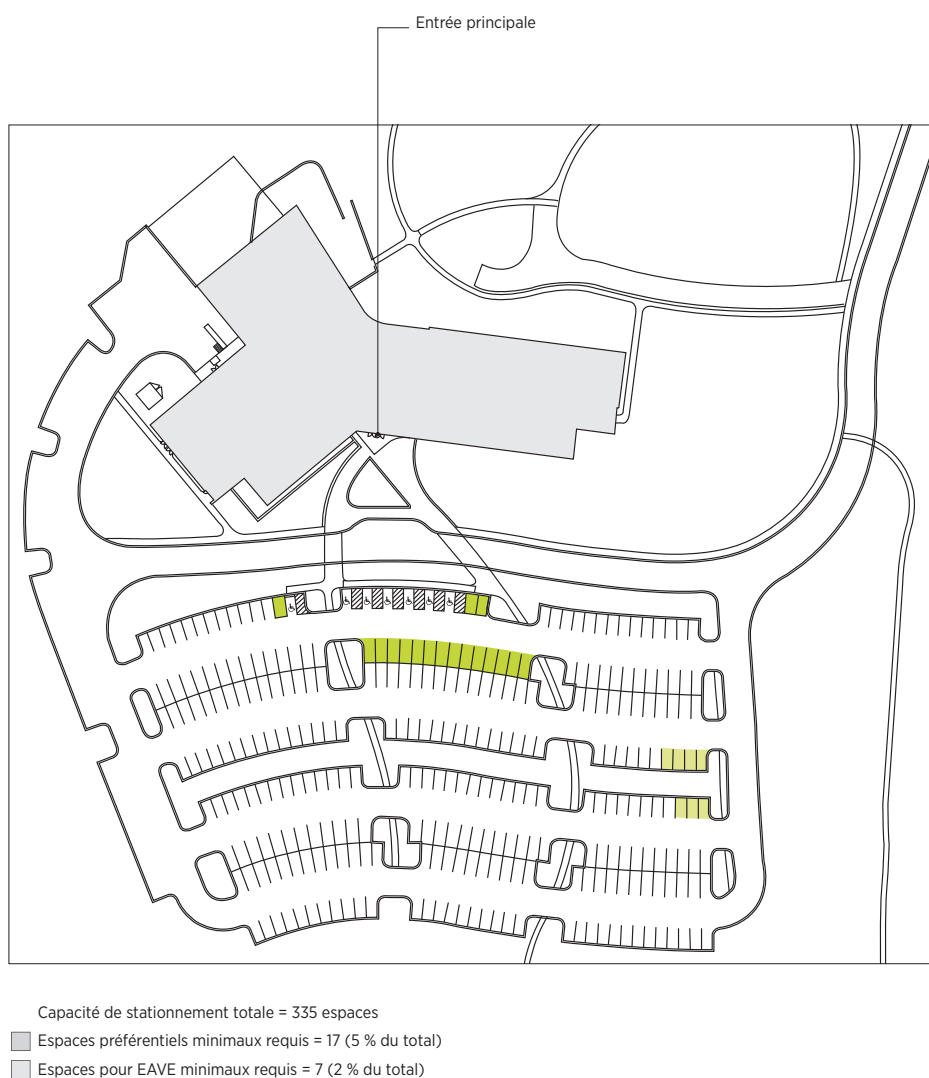 Entrée principale
Capacité de stationnement totale = 335 espaces
Espaces préférentiels minimaux requis = 17 (5 % du total)
Espaces pour EAVE minimaux requis = 7 (2 % du total)